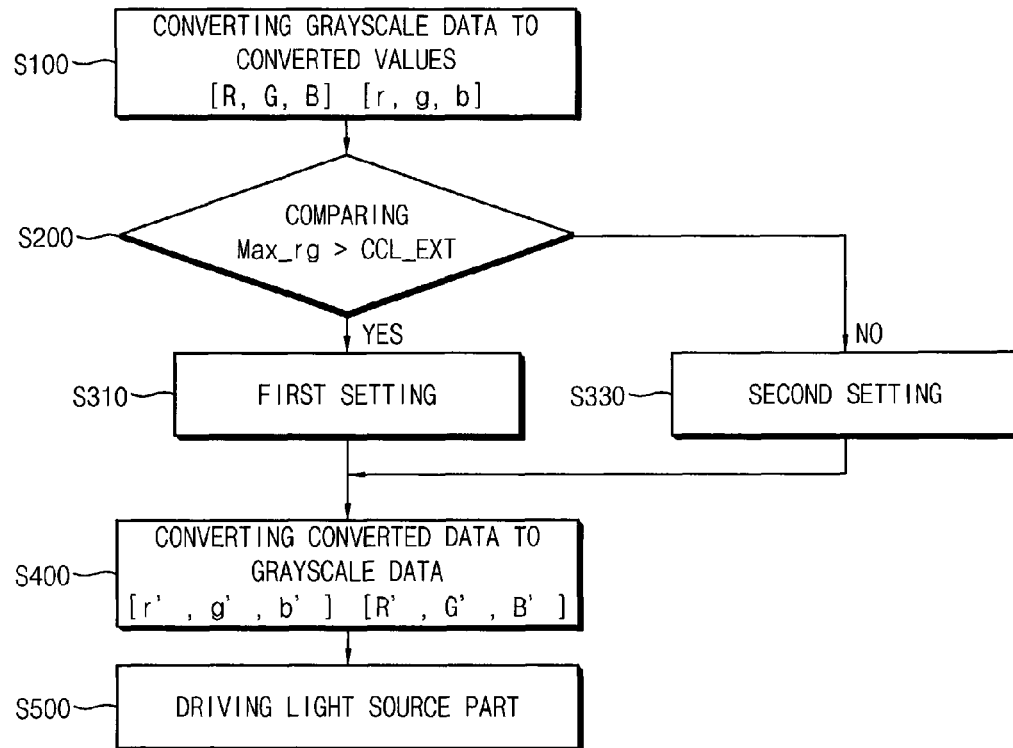 CONVERTING GRAYSCALE DATA TO
CONVERTED VALUES
[R, G, B] [r, g, b]
S100
COMPARING
Max_rg > CCL_EXT
S200
YES
NO
S310
FIRST SETTING
S330
SECOND SETTING
CONVERTING CONVERTED DATA TO
GRAYSCALE DATA
[r' , g' , b' ] [R' , G' , B' ]
S400
S500
DRIVING LIGHT SOURCE PART